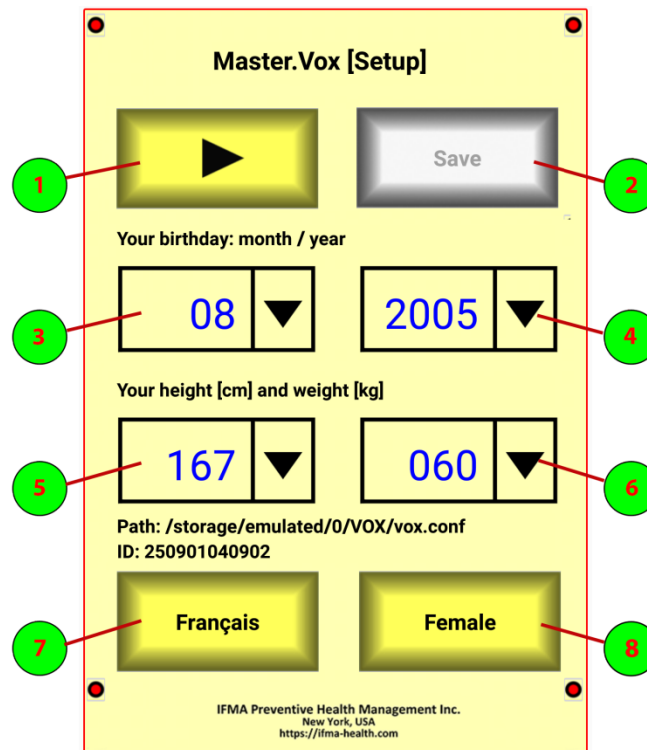 Master.Vox [Setup]
Save
1
2
Your birthday: month / year
08
2005
3
4
Your height [cm] and weight [kg]
167
060
5
6
Path: /storage/emulated/0/VOX/vox.conf
ID: 250901040902
Français
Female
7
8
IFMA Preventive Health Management Inc.
New York, USA
https://ifma-health.com